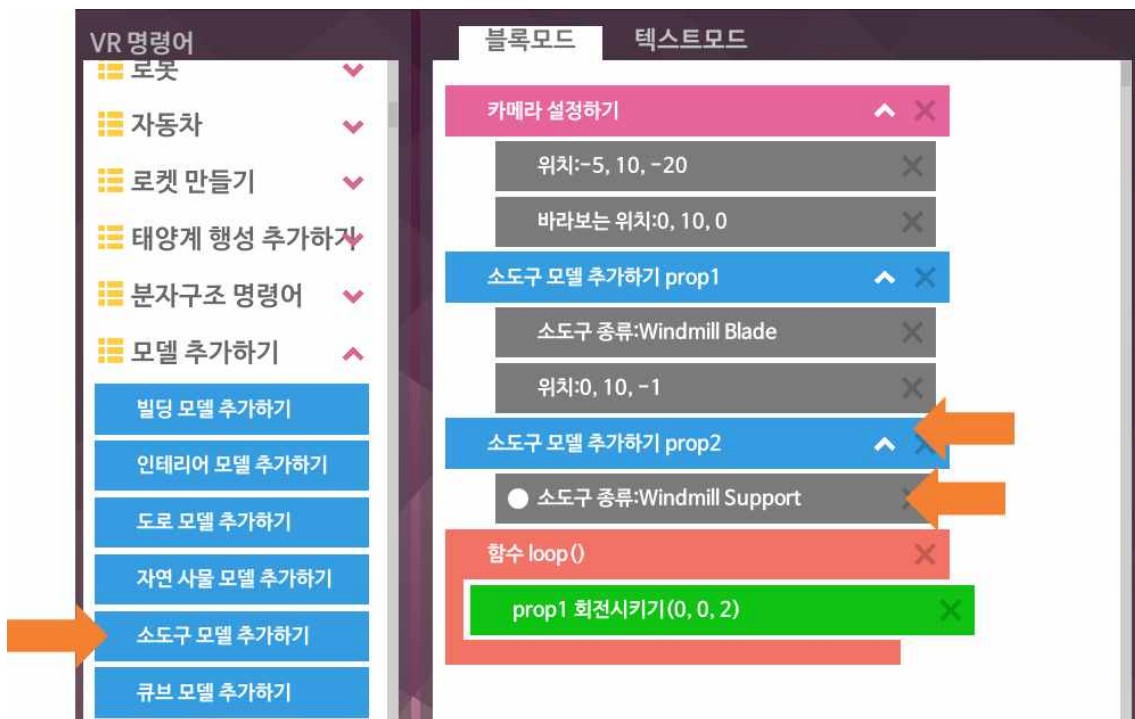 VR 명령어
로봇
자동차
로켓 만들기
태양계 행성 추가하기
분자구조 명령어
모델 추가하기
빌딩 모델 추가하기
인테리어 모델 추가하기
도로 모델 추가하기
자연 사물 모델 추가하기
소도구 모델 추가하기
큐브 모델 추가하기
블록모드
텍스트모드
카메라 설정하기
위치:-5, 10, -20
바라보는 위치:0, 10, 0
소도구 모델 추가하기 prop1
소도구 종류:Windmill Blade
위치:0, 10, -1
소도구 모델 추가하기 prop2
소도구 종류:Windmill Support
함수 loop()
prop1 회전시키기(0, 0, 2)